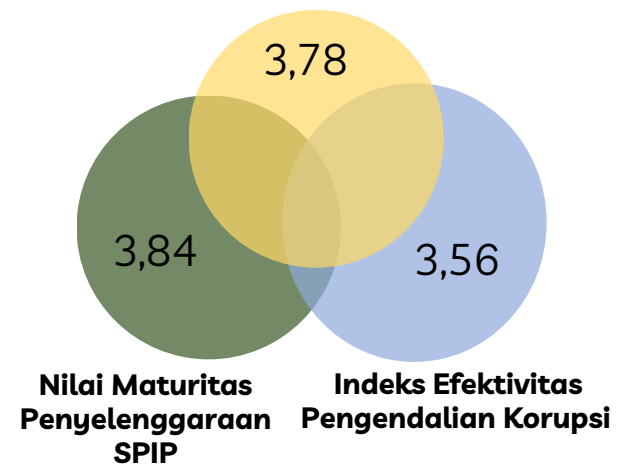 3,78
3,84
3,56
Nilai Maturitas
Penyelenggaraan
SPIP
Indeks Efektivitas
Pengendalian Korupsi